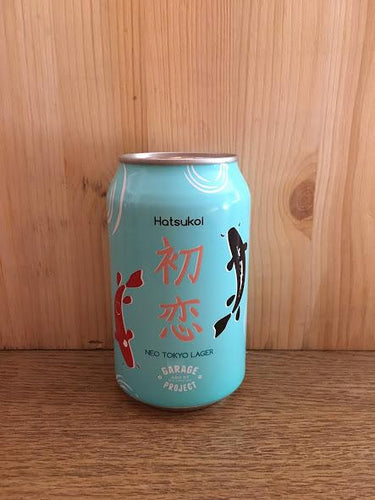 Hatsukoi
初
恋
NEO TOKYO LAGER
GARAGE
PROJECT